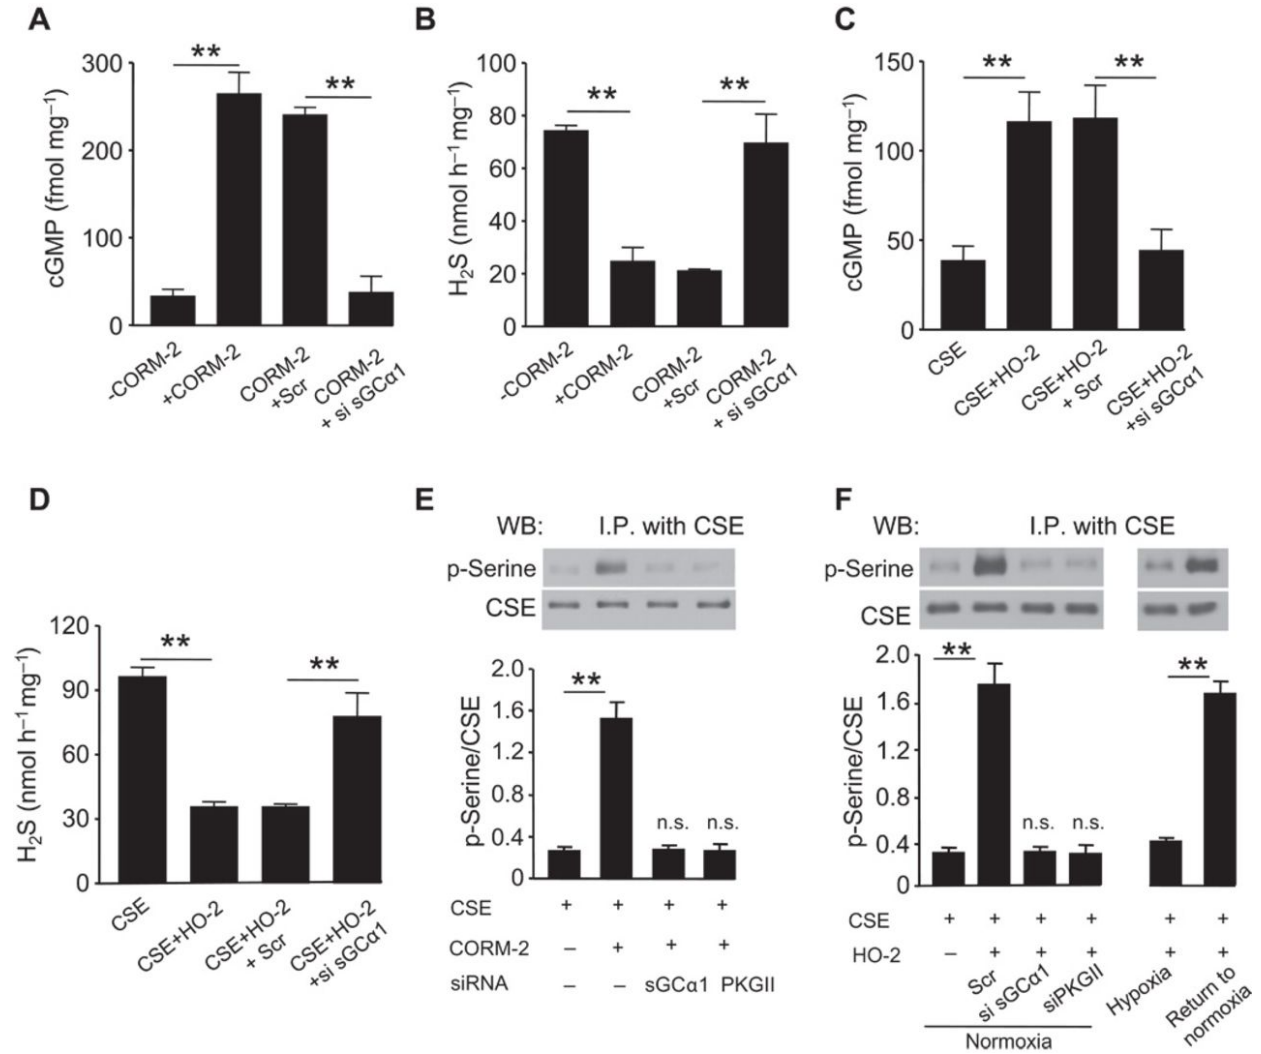 A
**
**
300
200
100
0
cGMP (fmol mg⁻¹)
-CORM-2
+CORM-2
CORM-2
+Scr
CORM-2
+ si sGCα1
B
**
**
100
80
60
40
20
0
H₂S (nmol h⁻¹ mg⁻¹)
-CORM-2
+CORM-2
CORM-2
+Scr
CORM-2
+ si sGCα1
C
**
**
150
100
50
0
cGMP (fmol mg⁻¹)
CSE
CSE+HO-2
CSE+HO-2
+ Scr
CSE+HO-2
+si sGCα1
D
**
**
120
90
60
30
0
H₂S (nmol h⁻¹mg⁻¹)
CSE
CSE+HO-2
CSE+HO-2
+ Scr
CSE+HO-2
+si sGCα1
E
WB: I.P. with CSE
p-Serine
CSE
2.0
1.6
1.2
0.8
0.4
0
p-Serine/CSE
**
n.s. n.s.
CSE + + + +
CORM-2 – + + +
siRNA – – sGCα1 PKGII
F
WB: I.P. with CSE
p-Serine
CSE
2.0
1.6
1.2
0.8
0.4
0
p-Serine/CSE
**
**
n.s. n.s.
CSE + + + + + +
HO-2 – + + + + +
Scr
si sGCα1
siPKGII
Hypoxia
Return to
normoxia
Normoxia